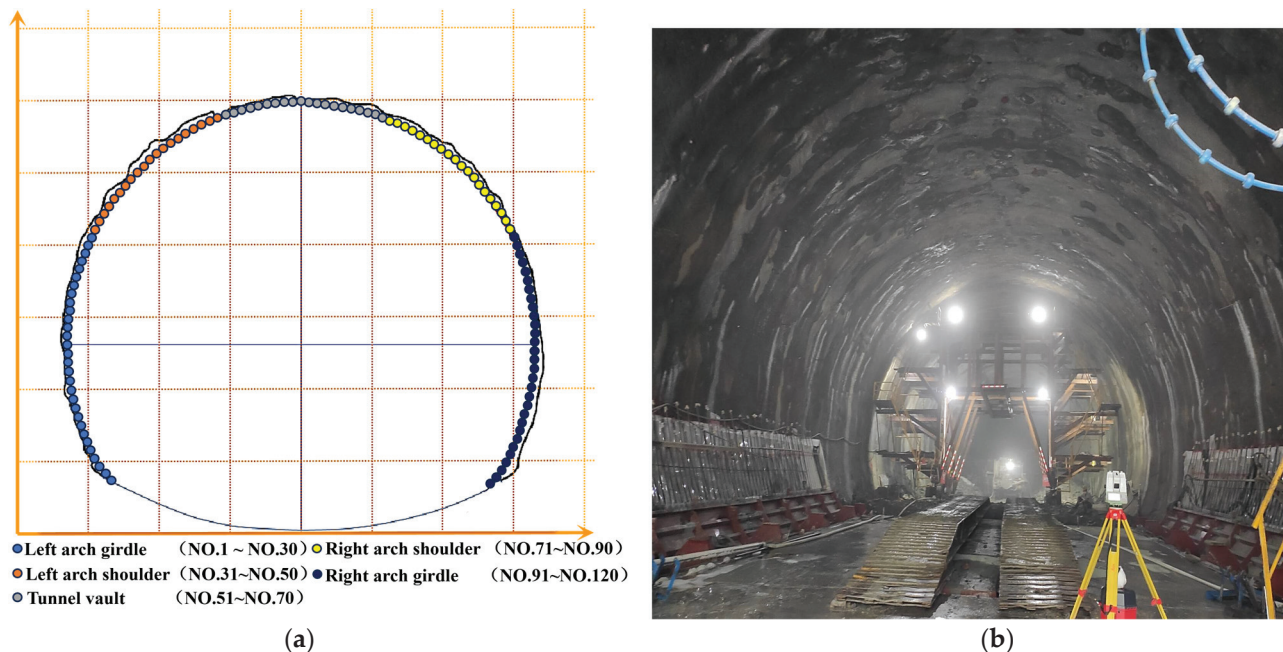 Left arch girdle （NO.1 ~ NO.30） Right arch shoulder （NO.71~NO.90）
Left arch shoulder （NO.31~NO.50） Right arch girdle （NO.91~NO.120）
Tunnel vault （NO.51~NO.70）
(a) (b)